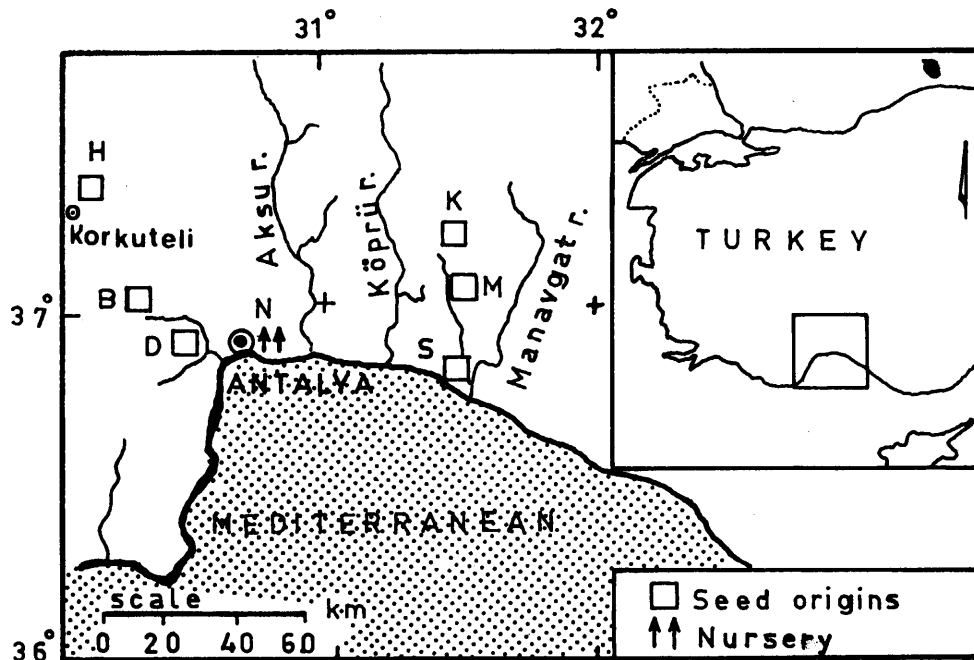 31°
32°
H
Korkuteli
B
D
N
Aksu r.
Köprü r.
K
M
S
Manavgat r.
37
36°
ANTALYA
MEDITERRANEAN
scale
0 20 40 60 km
TURKEY
Seed origins
Nursery